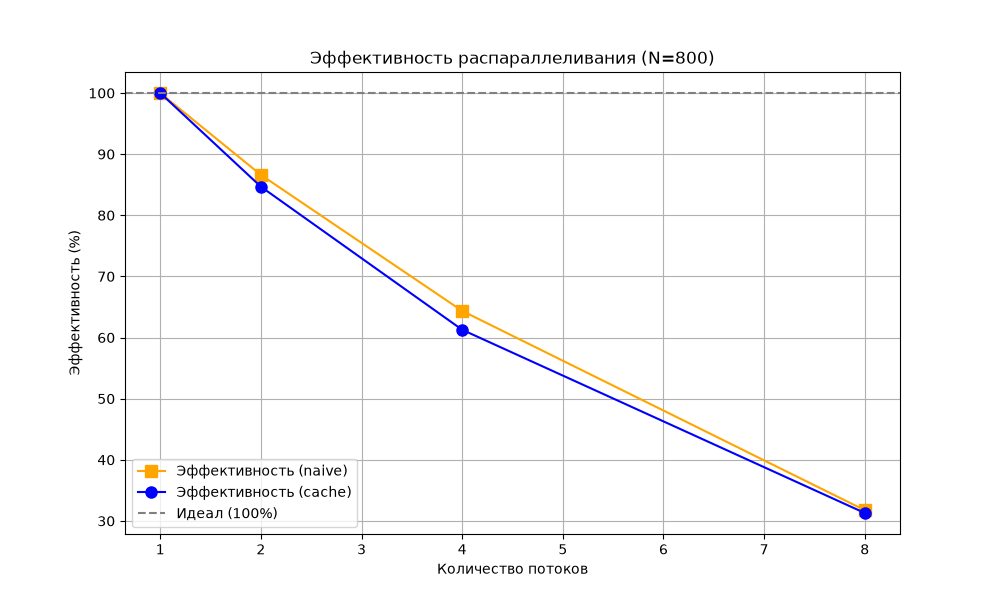 Эффективность распараллеливания (N=800)
Эффективность (%)
100
90
80
70
60
50
40
30
Эффективность (naive)
Эффективность (cache)
Идеал (100%)
1 2 3 4 5 6 7 8
Количество потоков